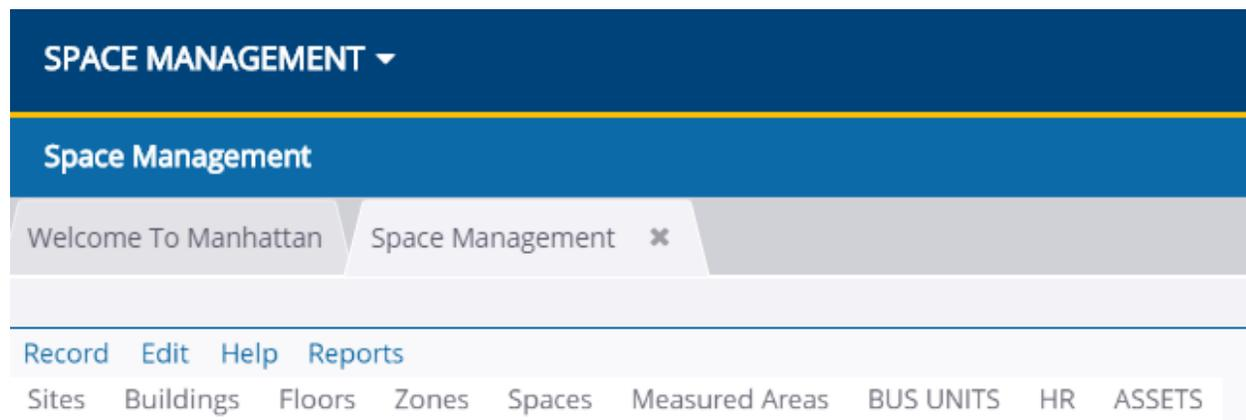 SPACE MANAGEMENT
Space Management
Welcome To Manhattan Space Management
Record Edit Help Reports
Sites Buildings Floors Zones Spaces Measured Areas BUS UNITS HR ASSETS